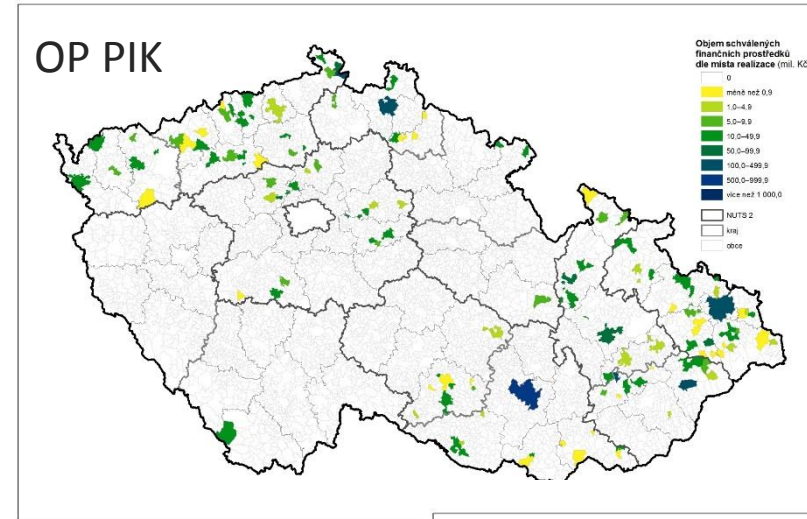 OP PIK
Objem schválených
finančních prostředků
dle místa realizace (mil. Kč
0
méně než 0,9
1,0–4,9
5,0–9,9
10,0–49,9
50,0–99,9
100,0–499,9
500,0–999,9
více než 1 000,0
NUTS 2
kraj
obce